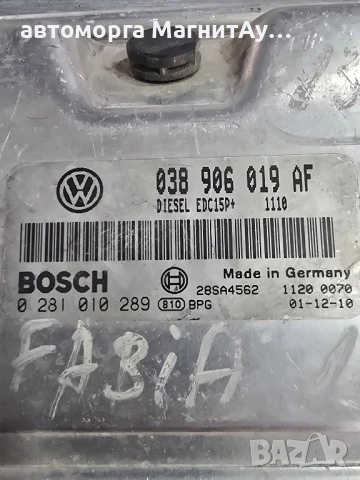 автоморга МагнитАу...
038 906 019 AF
DIESEL EDC15P+ 1110
BOSCH
Made in Germany
28SA4562 1120 0070
0 281 010 289 810 BPG 01-12-10
FABiA
BAZAR